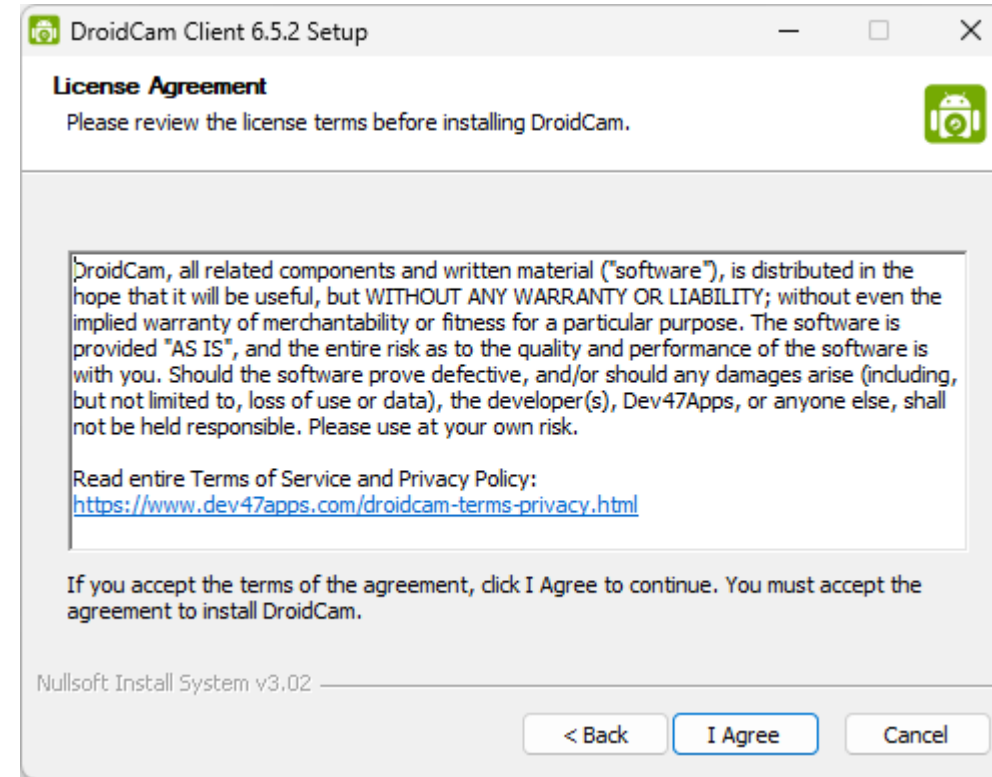 DroidCam Client 6.5.2 Setup
License Agreement
Please review the license terms before installing DroidCam.
DroidCam, all related components and written material ("software"), is distributed in the
hope that it will be useful, but WITHOUT ANY WARRANTY OR LIABILITY; without even the
implied warranty of merchantability or fitness for a particular purpose. The software is
provided "AS IS", and the entire risk as to the quality and performance of the software is
with you. Should the software prove defective, and/or should any damages arise (including,
but not limited to, loss of use or data), the developer(s), Dev47Apps, or anyone else, shall
not be held responsible. Please use at your own risk.
Read entire Terms of Service and Privacy Policy:
https://www.dev47apps.com/droidcam-terms-privacy.html
If you accept the terms of the agreement, click I Agree to continue. You must accept the
agreement to install DroidCam.
Nullsoft Install System v3.02
< Back
I Agree
Cancel